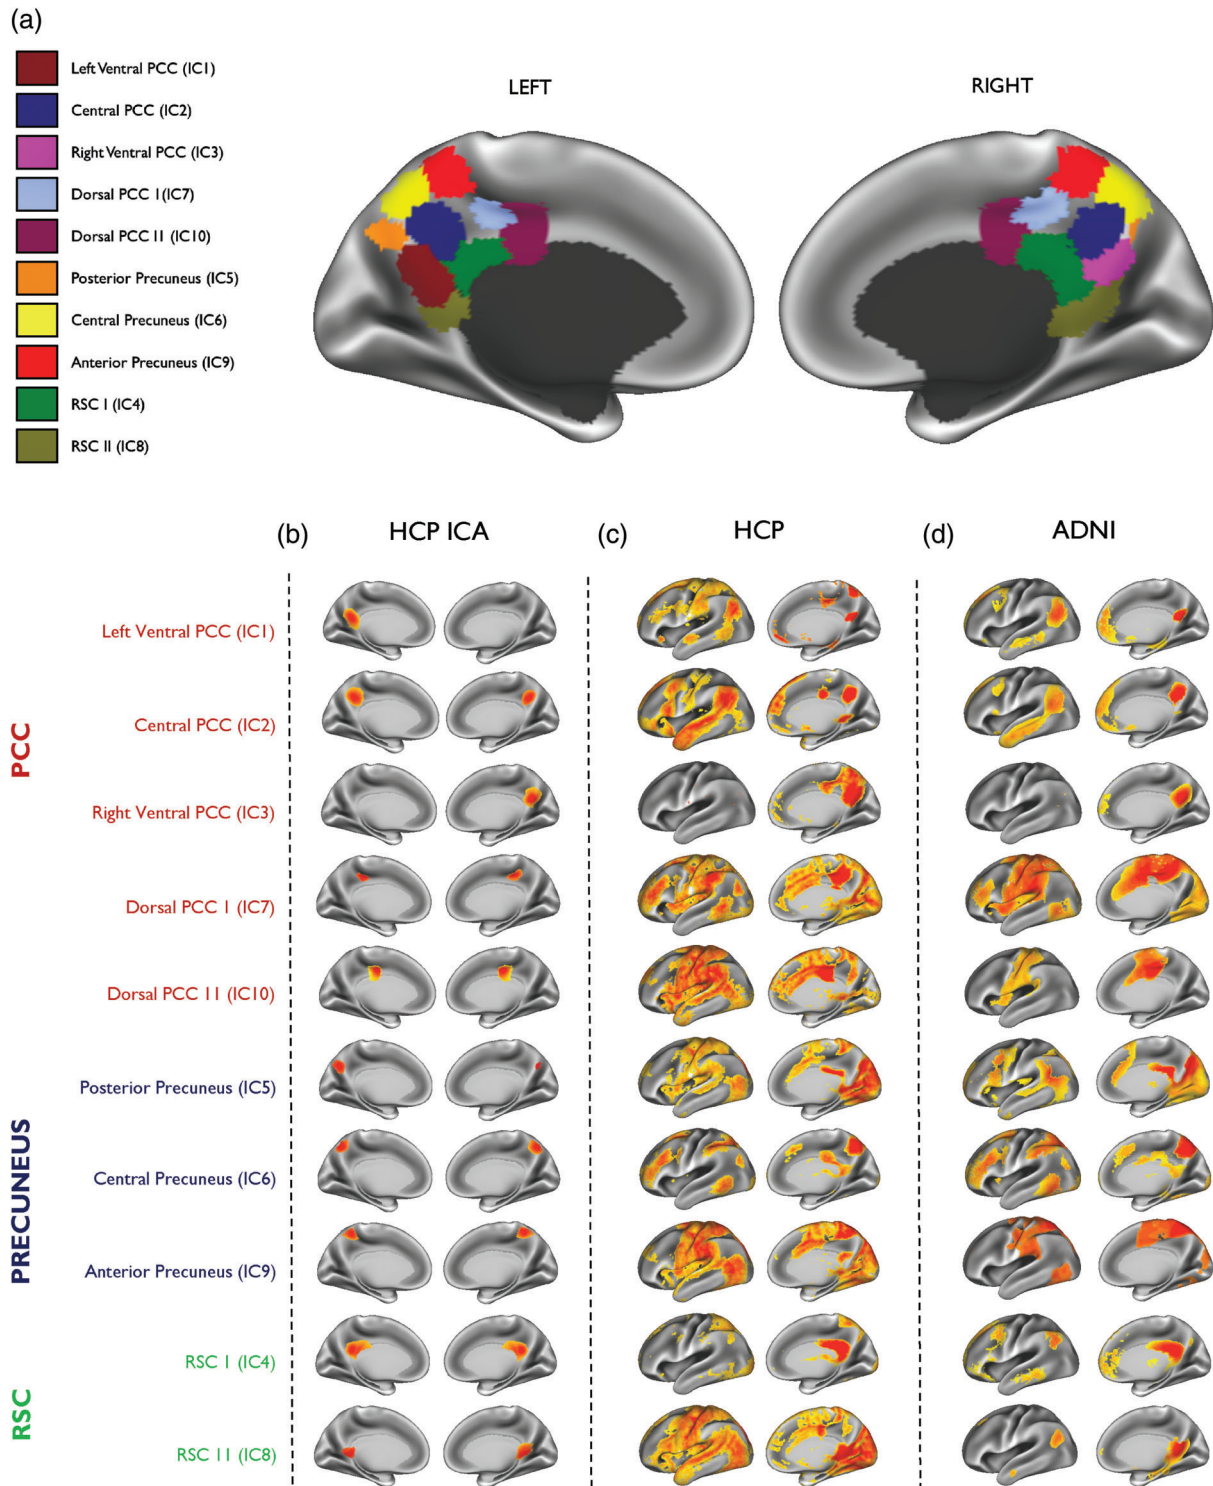 (a)
Left Ventral PCC (IC1)
Central PCC (IC2)
Right Ventral PCC (IC3)
Dorsal PCC I(IC7)
Dorsal PCC II (IC10)
Posterior Precuneus (IC5)
Central Precuneus (IC6)
Anterior Precuneus (IC9)
RSC I (IC4)
RSC II (IC8)
LEFT
RIGHT
(b)
HCP ICA
(c)
HCP
(d)
ADNI
PCC
Left Ventral PCC (IC1)
Central PCC (IC2)
Right Ventral PCC (IC3)
Dorsal PCC I (IC7)
Dorsal PCC II (IC10)
PRECUNEUS
Posterior Precuneus (IC5)
Central Precuneus (IC6)
Anterior Precuneus (IC9)
RSC
RSC I (IC4)
RSC II (IC8)